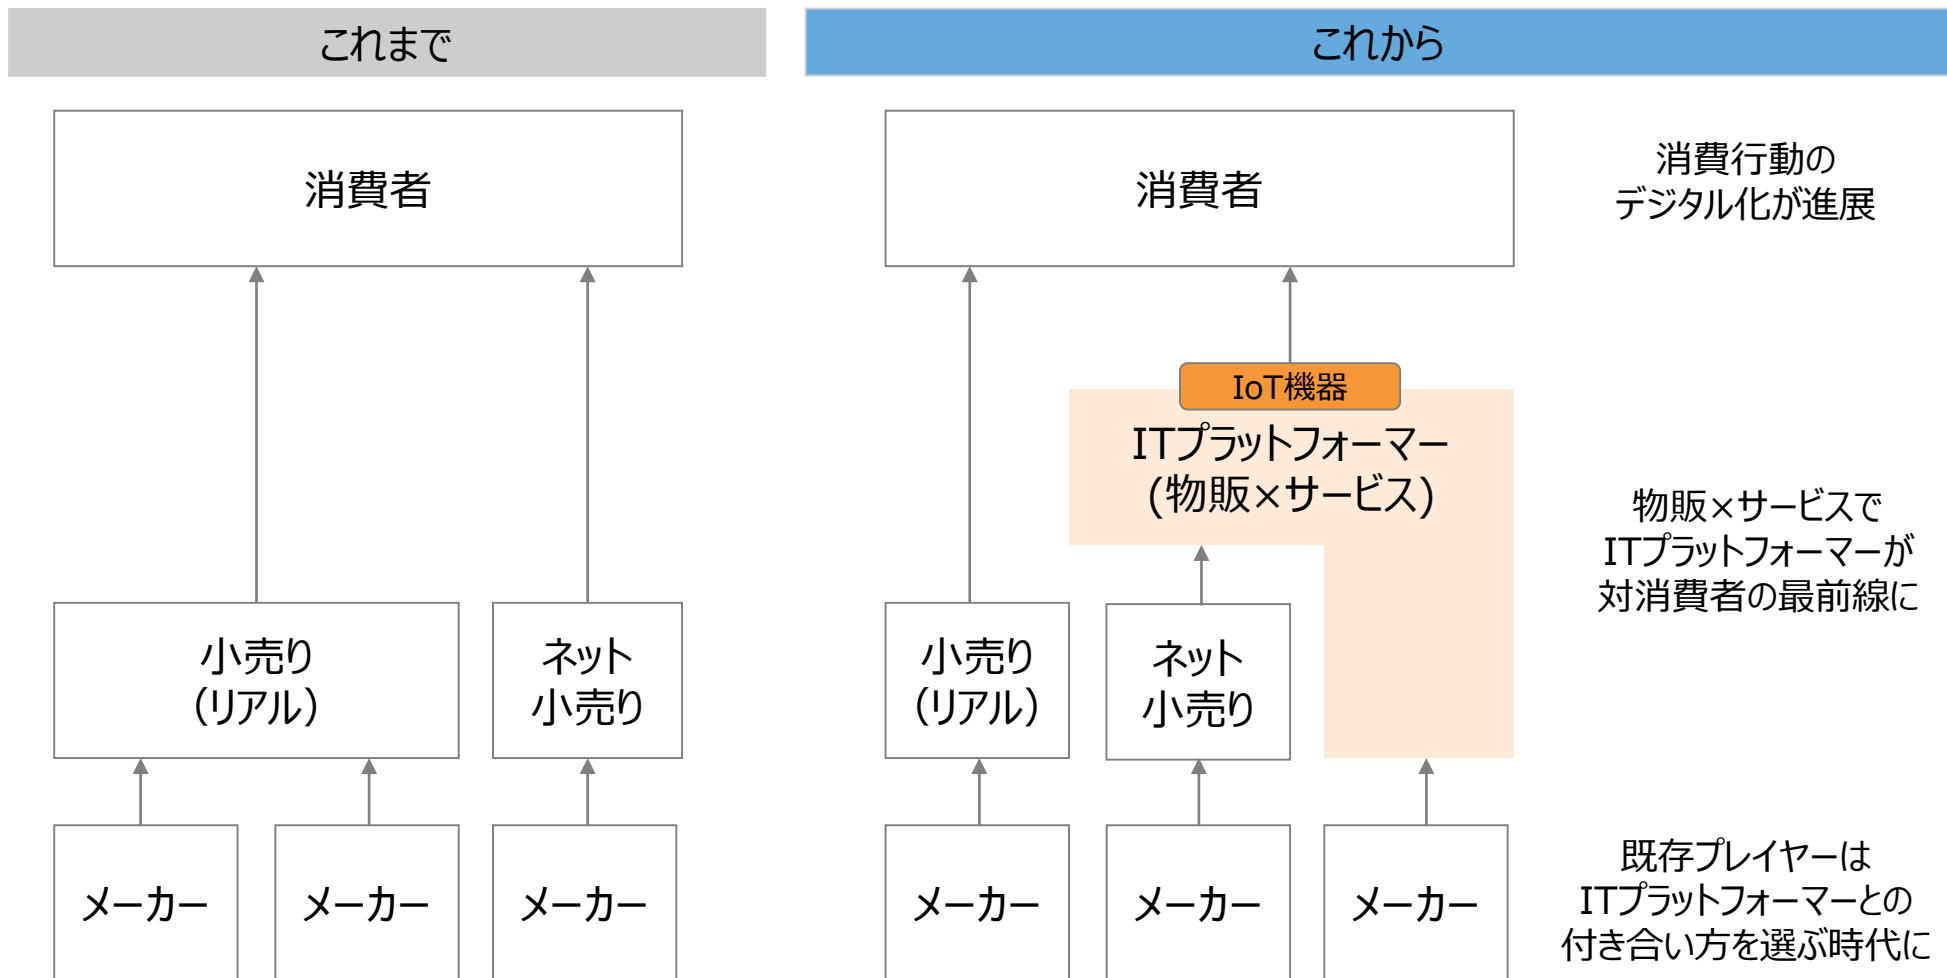 これまで
消費者
小売り
(リアル)
ネット
小売り
メーカー
メーカー
メーカー
これから
消費者
IoT機器
ITプラットフォーマー
(物販×サービス)
小売り
(リアル)
ネット
小売り
メーカー
メーカー
メーカー
消費行動の
デジタル化が進展
物販×サービスで
ITプラットフォーマーが
対消費者の最前線に
既存プレイヤーは
ITプラットフォーマーとの
付き合い方を選ぶ時代に